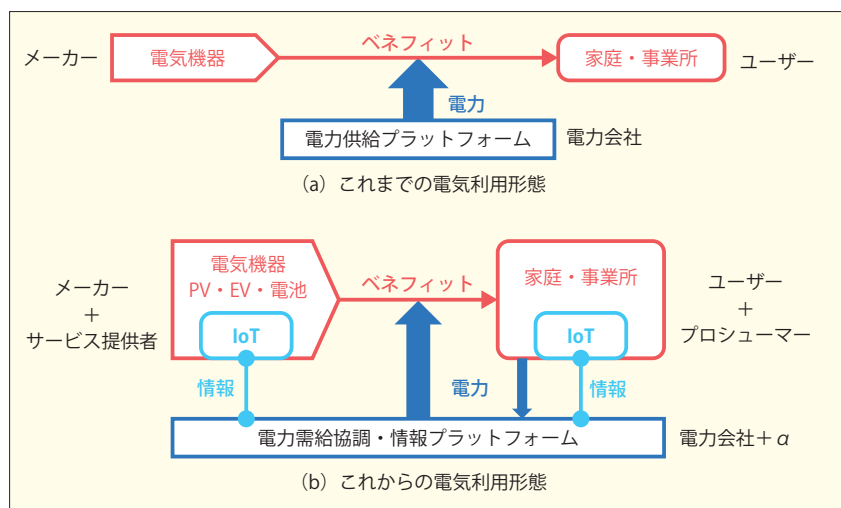 メーカー
電気機器
ベネフィット
家庭・事業所
ユーザー
電力
電力供給プラットフォーム
電力会社
(a)これまでの電気利用形態
メーカー
+
サービス提供者
電気機器
PV・EV・電池
IoT
ベネフィット
家庭・事業所
IoT
ユーザー
+
プロシューマー
情報
電力
情報
電力需給協調・情報プラットフォーム
電力会社+α
(b)これからの電気利用形態